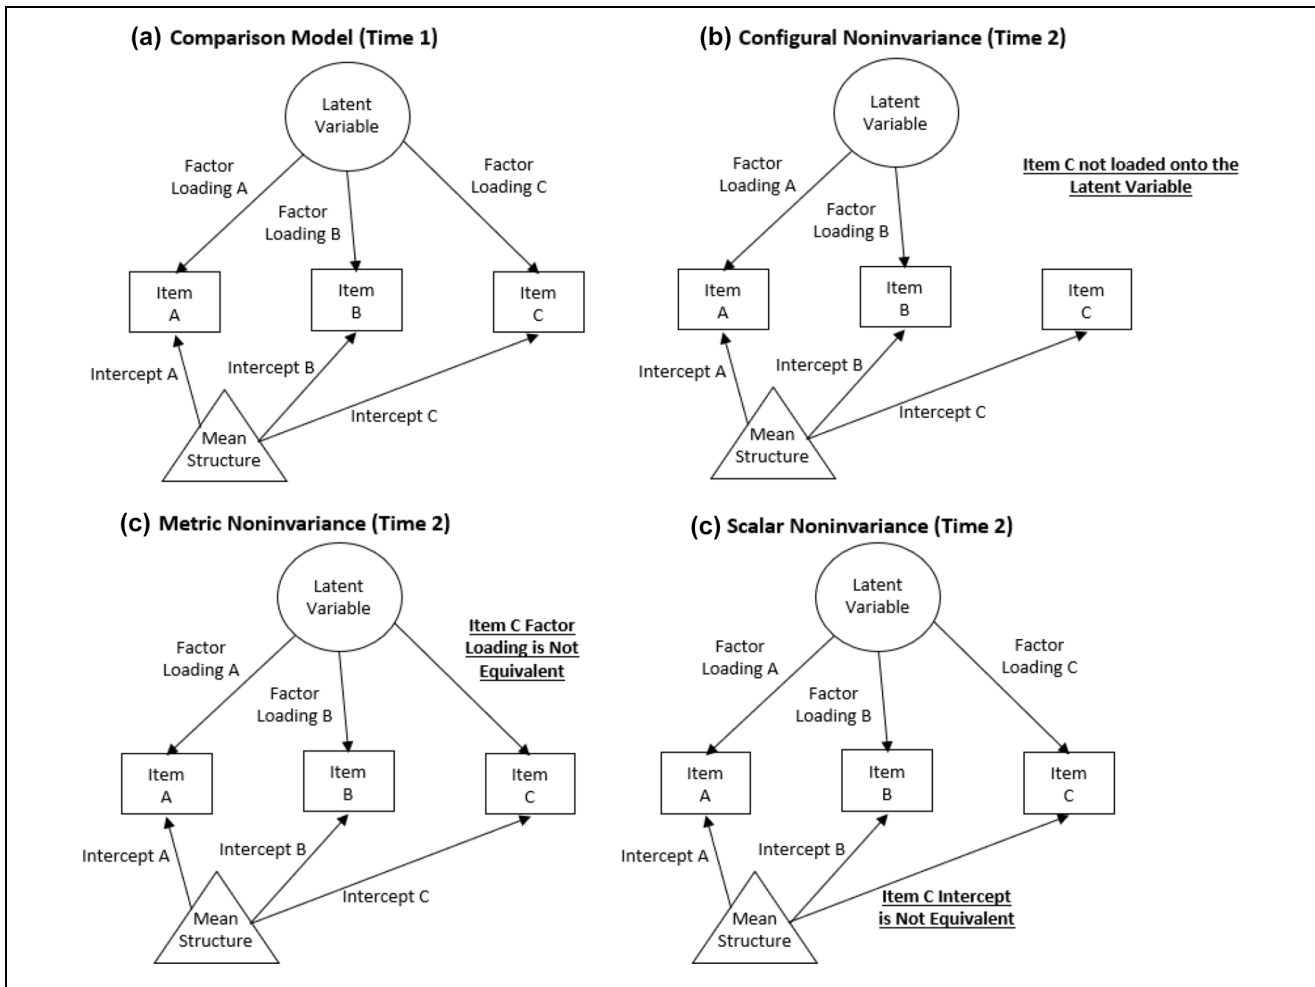 (a) Comparison Model (Time 1)
Latent
Variable
Factor
Loading A
Factor
Loading B
Factor
Loading C
Item
A
Item
B
Item
C
Intercept A
Intercept B
Intercept C
Mean
Structure
(b) Configural Noninvariance (Time 2)
Latent
Variable
Factor
Loading A
Factor
Loading B
Item C not loaded onto the
Latent Variable
Item
A
Item
B
Item
C
Intercept A
Intercept B
Intercept C
Mean
Structure
(c) Metric Noninvariance (Time 2)
Latent
Variable
Factor
Loading A
Factor
Loading B
Item C Factor
Loading is Not
Equivalent
Item
A
Item
B
Item
C
Intercept A
Intercept B
Intercept C
Mean
Structure
(c) Scalar Noninvariance (Time 2)
Latent
Variable
Factor
Loading A
Factor
Loading B
Factor
Loading C
Item
A
Item
B
Item
C
Intercept A
Intercept B
Item C Intercept
is Not Equivalent
Mean
Structure